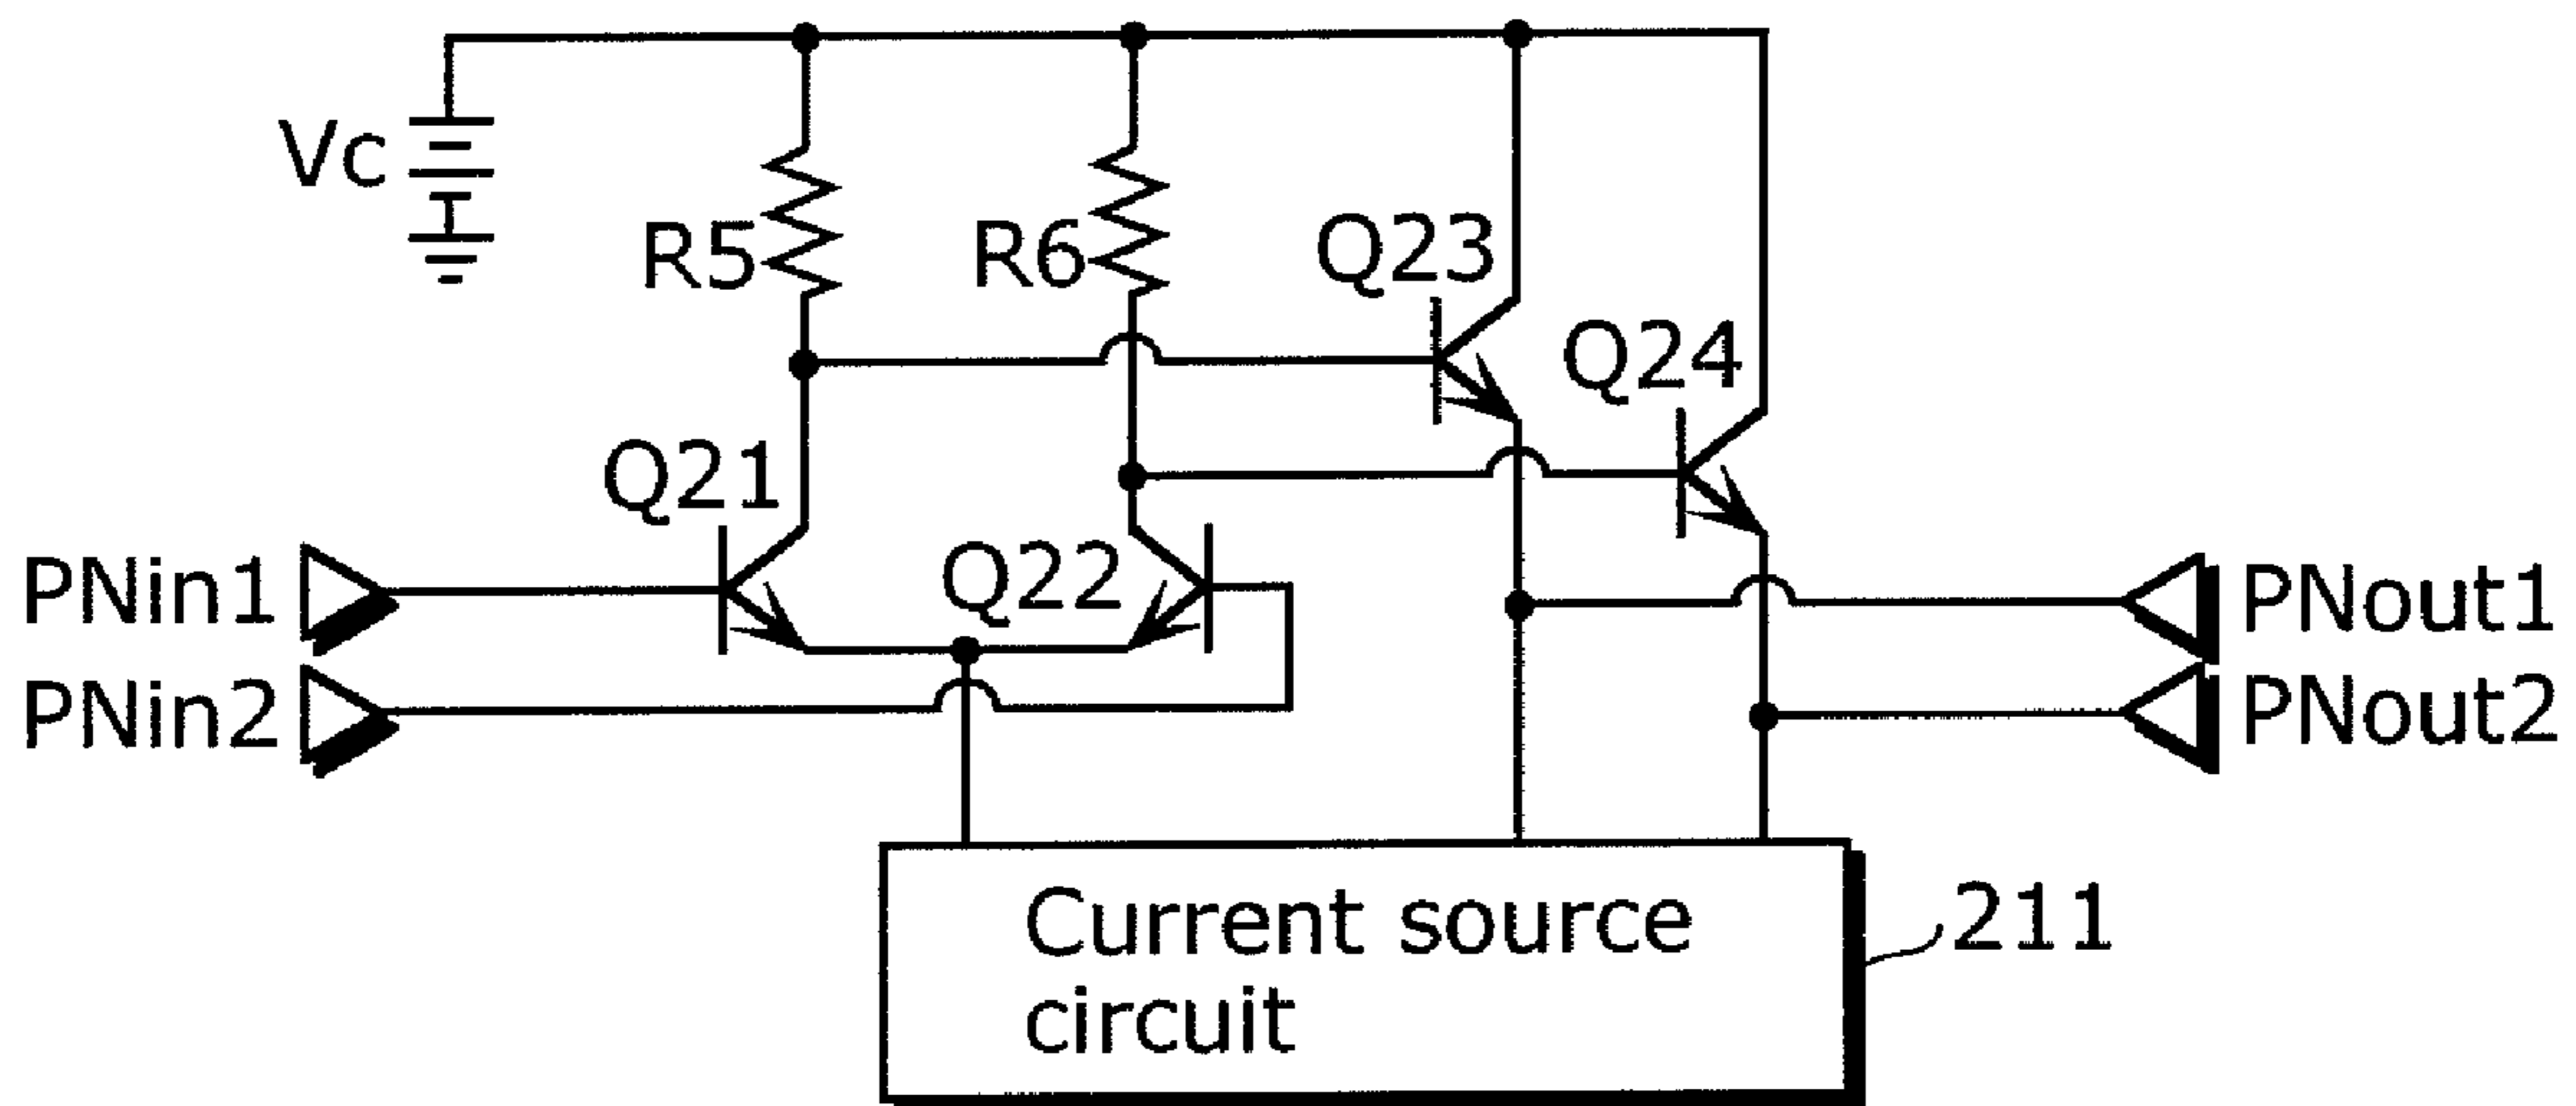 Vc
R5
R6
Q23
Q24
Q21
Q22
PNin1
PNout1
PNin2
PNout2
Current source
circuit
211